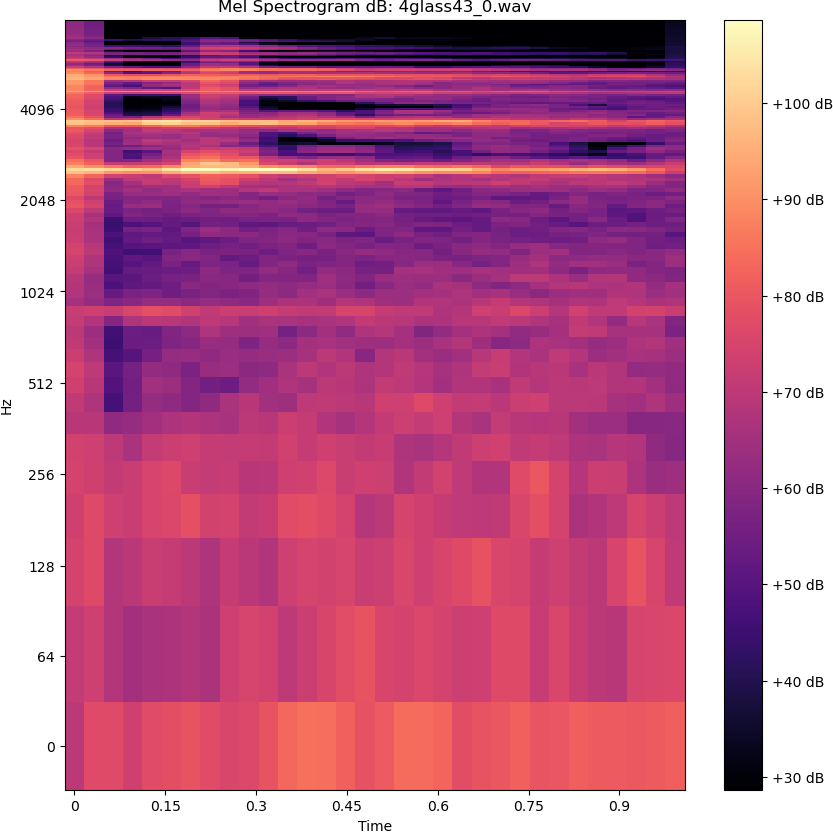 Mel Spectrogram dB: 4glass43_0.wav
+100 dB
4096
+90 dB
2048
+80 dB
1024
+70 dB
512
Hz
256
+60 dB
128
+50 dB
64
+40 dB
0
+30 dB
0 0.15 0.3 0.45 0.6 0.75 0.9
Time